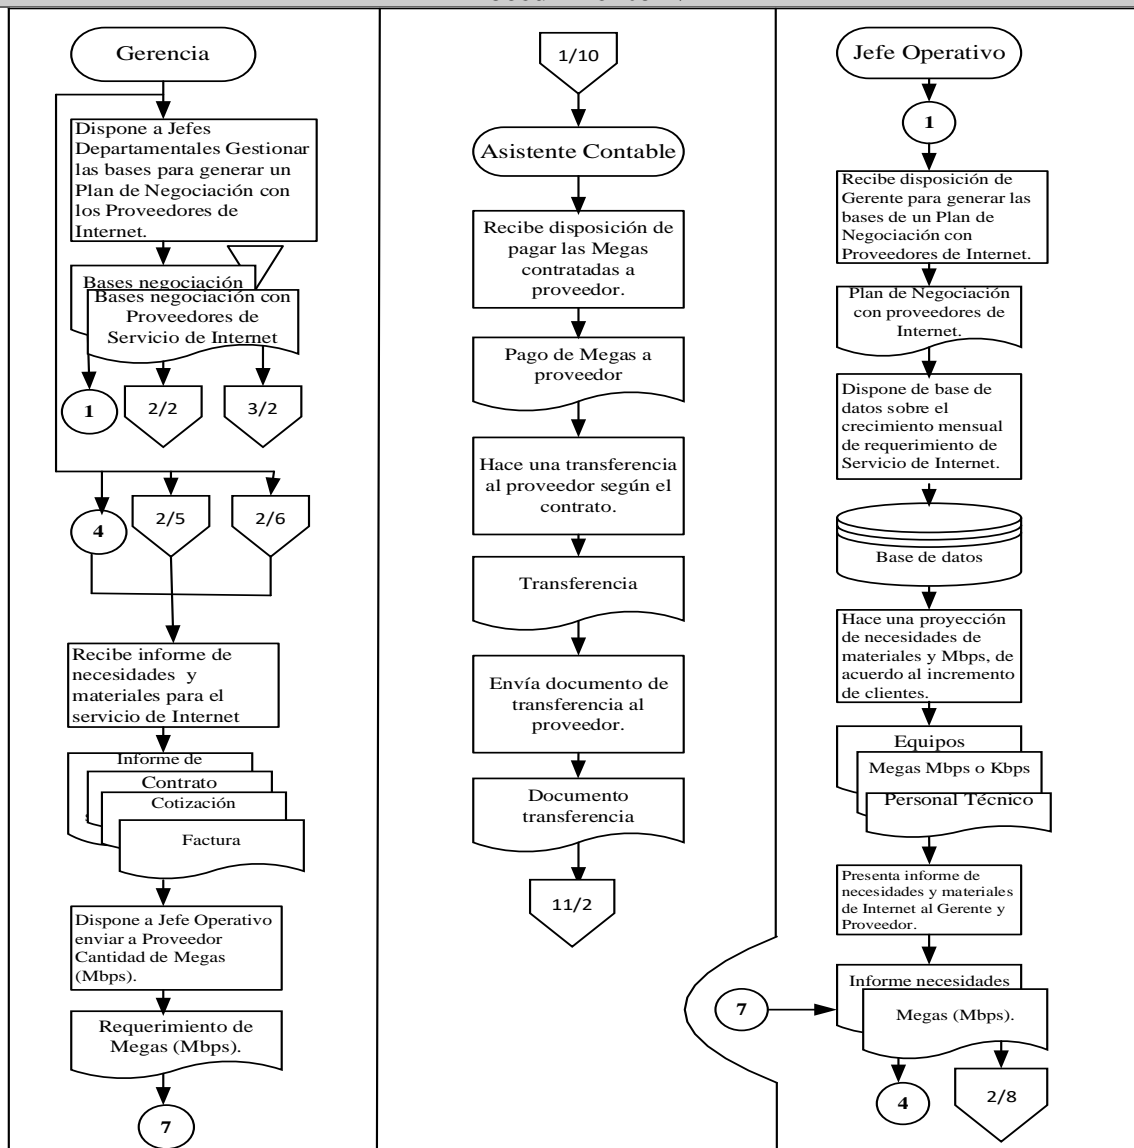 Gerencia
Dispone a Jefes
Departamentales Gestionar
las bases para generar un
Plan de Negociación con
los Proveedores de
Internet.
Bases negociación
Bases negociación con
Proveedores de
Servicio de Internet
1
2/2
3/2
4
2/5
2/6
Recibe informe de
necesidades y
materiales para el
servicio de Internet
Informe de
Contrato
Cotización
Factura
Dispone a Jefe Operativo
enviar a Proveedor
Cantidad de Megas
(Mbps).
Requerimiento de
Megas (Mbps).
7
1/10
Asistente Contable
Recibe disposición de
pagar las Megas
contratadas a
proveedor.
Pago de Megas a
proveedor
Hace una transferencia
al proveedor según el
contrato.
Transferencia
Envía documento de
transferencia al
proveedor.
Documento
transferencia
11/2
Jefe Operativo
1
Recibe disposición de
Gerente para generar las
bases de un Plan de
Negociación con
Proveedores de Internet.
Plan de Negociación
con proveedores de
Internet.
Dispone de base de
datos sobre el
crecimiento mensual
de requerimiento de
Servicio de Internet.
Base de datos
Hace una proyección
de necesidades de
materiales y Mbps, de
acuerdo al incremento
de clientes.
Equipos
Megas Mbps o Kbps
Personal Técnico
Presenta informe de
necesidades y materiales
de Internet al Gerente y
Proveedor.
Informe necesidades
7
Megas (Mbps).
4
2/8